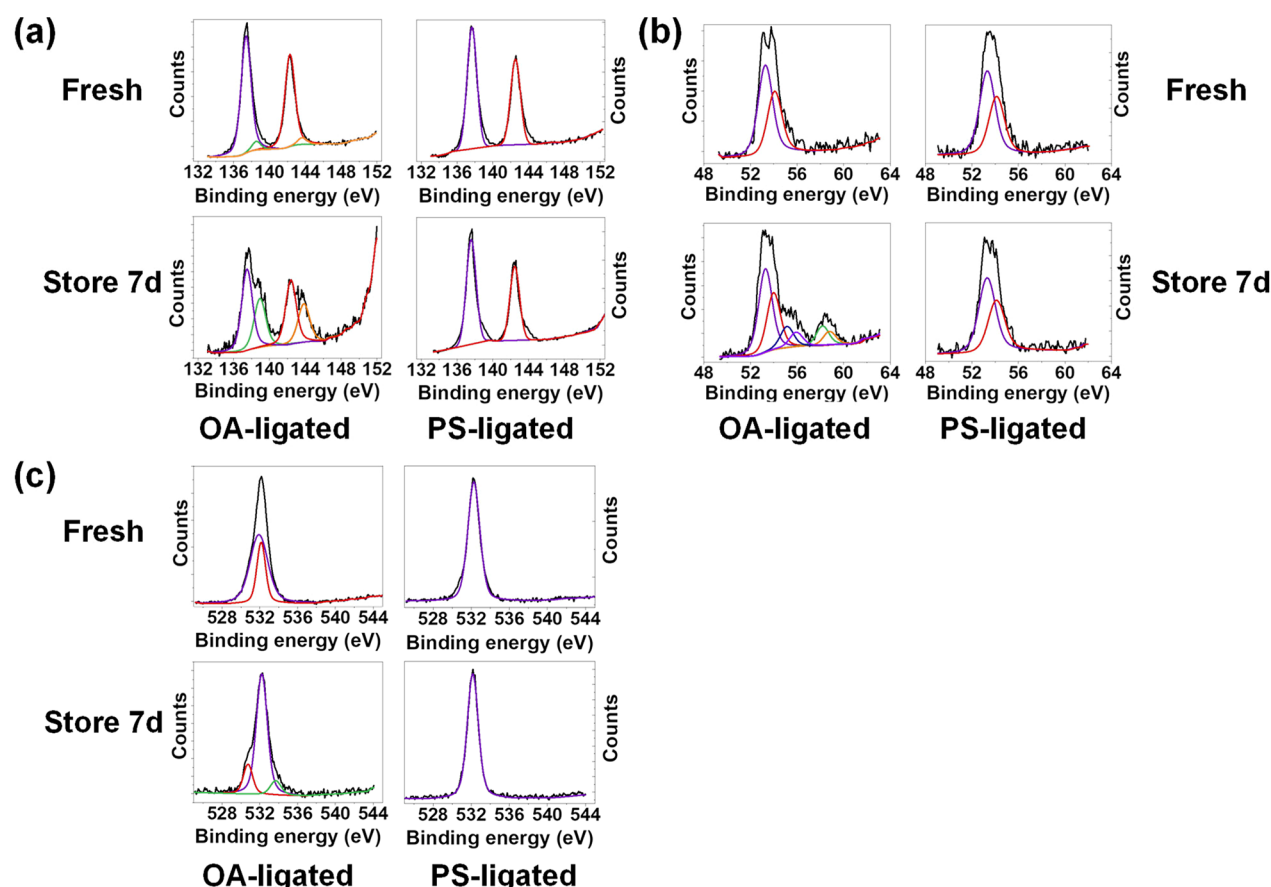 (a)
(b)
Fresh
Counts
Counts
Counts
Counts
Fresh
132 136 140 144 148 152
132 136 140 144 148 152
48 52 56 60 64
48 52 56 60 64
Binding energy (eV)
Binding energy (eV)
Binding energy (eV)
Binding energy (eV)
Store 7d
Counts
Counts
Counts
Counts
Store 7d
132 136 140 144 148 152
132 136 140 144 148 152
48 52 56 60 64
48 52 56 60 64
Binding energy (eV)
Binding energy (eV)
Binding energy (eV)
Binding energy (eV)
OA-ligated
PS-ligated
OA-ligated
PS-ligated
(c)
Fresh
Counts
Counts
528 532 536 540 544
528 532 536 540 544
Binding energy (eV)
Binding energy (eV)
Store 7d
Counts
Counts
528 532 536 540 544
528 532 536 540 544
Binding energy (eV)
Binding energy (eV)
OA-ligated
PS-ligated